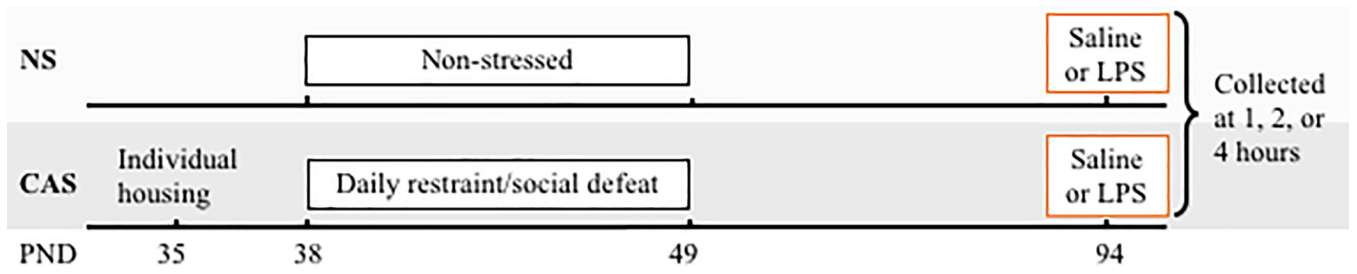 NS
Non-stressed
Saline
or LPS
Collected
at 1, 2, or
4 hours
CAS
Individual
housing
Daily restraint/social defeat
Saline
or LPS
PND
35
38
49
94